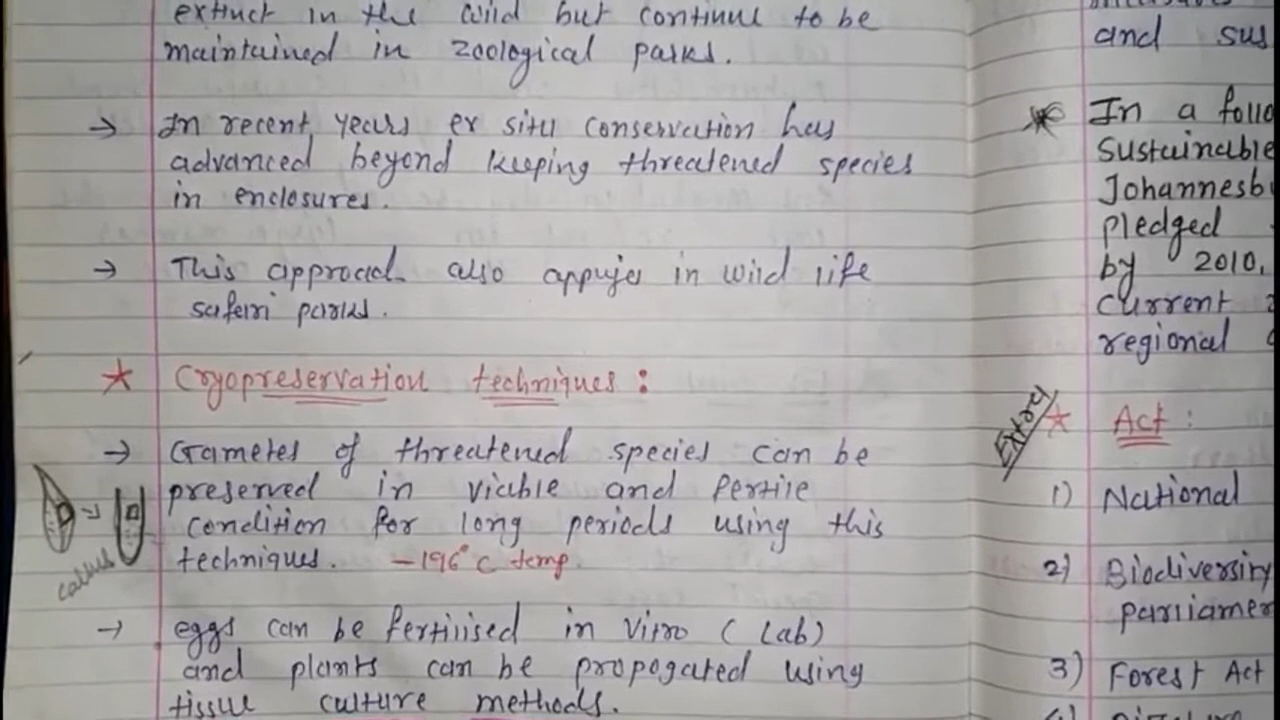 extinct in the wild but continue to be
maintained in zoological parks.
→ In recent years ex situ conservation has
advanced beyond keeping threatened species
in enclosures.
→ This approach also appujes in wild life
safari parks.
* Cryopreservation techniques :
→ Gametes of threatened species can be
preserved in viable and fertile
condition for long periods using this
techniques. -196°C temp
callus
→ eggs can be fertilised in vitro (Lab)
and plants can be propogated using
tissue culture methods.
and sus
* In a follo
Sustainable
Johannesb
pledged
by 2010,
current
regional
Extra
* Act :
1) National
2) Biodiversity
parliamen
3) Forest Act